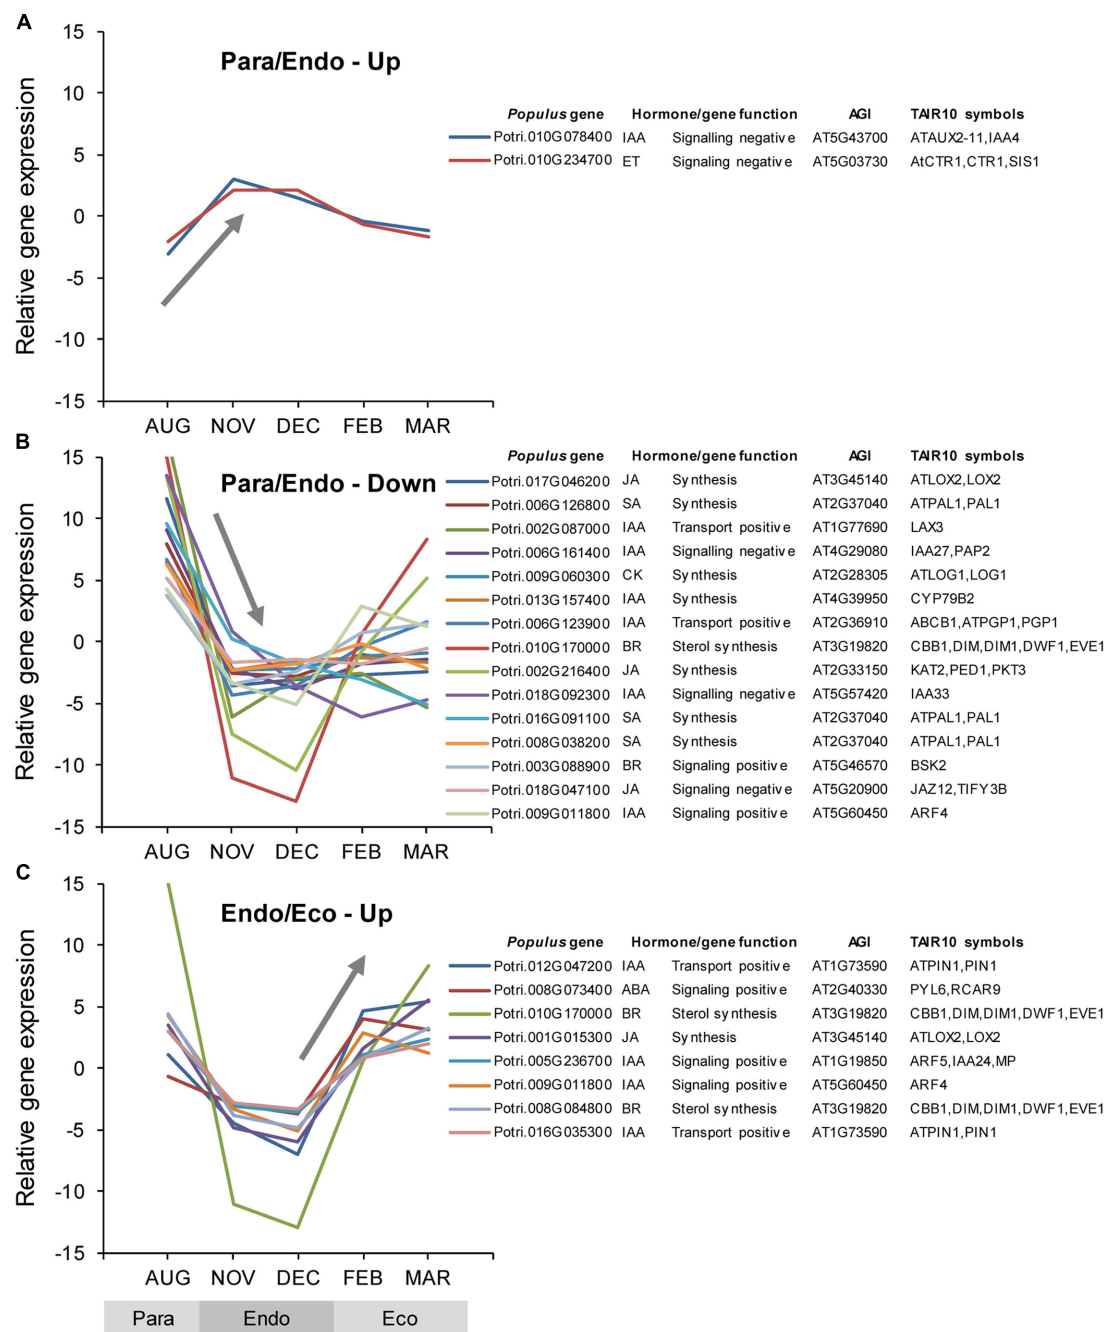 A
Para/Endo - Up
Relative gene expression
15
10
5
0
-5
-10
-15
AUG NOV DEC FEB MAR
Populus gene Hormone/gene function AGI TAIR10 symbols
Potri.010G078400 IAA Signalling negative AT5G43700 ATAUX2-11,IAA4
Potri.010G234700 ET Signaling negative AT5G03730 AtCTR1,CTR1,SIS1
B
Para/Endo - Down
Relative gene expression
15
10
5
0
-5
-10
-15
AUG NOV DEC FEB MAR
Populus gene Hormone/gene function AGI TAIR10 symbols
Potri.017G046200 JA Synthesis AT3G45140 ATLOX2,LOX2
Potri.006G126800 SA Synthesis AT2G37040 ATPAL1,PAL1
Potri.002G087000 IAA Transport positive AT1G77690 LAX3
Potri.006G161400 IAA Signalling negative AT4G29080 IAA27,PAP2
Potri.009G060300 CK Synthesis AT2G28305 ATLOG1,LOG1
Potri.013G157400 IAA Synthesis AT4G39950 CYP79B2
Potri.006G123900 IAA Transport positive AT2G36910 ABCB1,ATPGP1,PGP1
Potri.010G170000 BR Sterol synthesis AT3G19820 CBB1,DIM,DIM1,DWF1,EVE1
Potri.002G216400 JA Synthesis AT2G33150 KAT2,PED1,PKT3
Potri.018G092300 IAA Signalling negative AT5G57420 IAA33
Potri.016G091100 SA Synthesis AT2G37040 ATPAL1,PAL1
Potri.008G038200 SA Synthesis AT2G37040 ATPAL1,PAL1
Potri.003G088900 BR Signaling positive AT5G46570 BSK2
Potri.018G047100 JA Signaling negative AT5G20900 JAZ12,TIFY3B
Potri.009G011800 IAA Signaling positive AT5G60450 ARF4
C
Endo/Eco - Up
Relative gene expression
15
10
5
0
-5
-10
-15
AUG NOV DEC FEB MAR
Populus gene Hormone/gene function AGI TAIR10 symbols
Potri.012G047200 IAA Transport positive AT1G73590 ATPIN1,PIN1
Potri.008G073400 ABA Signaling positive AT2G40330 PYL6,RCAR9
Potri.010G170000 BR Sterol synthesis AT3G19820 CBB1,DIM,DIM1,DWF1,EVE1
Potri.001G015300 JA Synthesis AT3G45140 ATLOX2,LOX2
Potri.005G236700 IAA Signaling positive AT1G19850 ARF5,IAA24,MP
Potri.009G011800 IAA Signaling positive AT5G60450 ARF4
Potri.008G084800 BR Sterol synthesis AT3G19820 CBB1,DIM,DIM1,DWF1,EVE1
Potri.016G035300 IAA Transport positive AT1G73590 ATPIN1,PIN1
Para Endo Eco